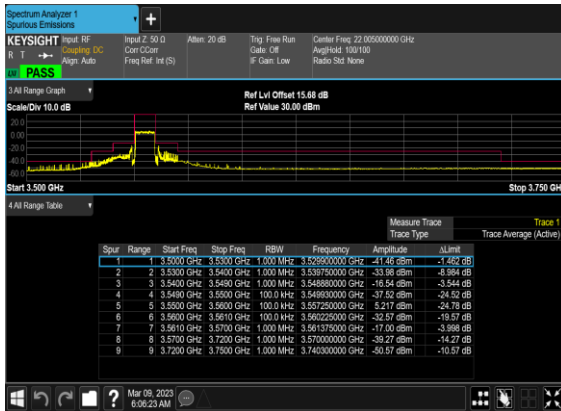 Spectrum Analyzer 1
Spurious Emissions
+
KEYSIGHT Input: RF Input Z: 50 Ω Atten: 20 dB Trig: Free Run Center Freq: 22.005000000 GHz
R T Coupling: DC Corr CCorr Gate: Off Avg|Hold: 100/100
Align: Auto Freq Ref: Int (S) IF Gain: Low Radio Std: None
PASS
3 All Range Graph
Ref Lvl Offset 15.68 dB
Scale/Div 10.0 dB Ref Value 30.00 dBm
20.0
0.00
-20.0
-40.0
-60.0
Start 3.500 GHz Stop 3.750 GH
4 All Range Table
Measure Trace Trace 1
Trace Type Trace Average (Active)
Spur Range Start Freq Stop Freq RBW Frequency Amplitude ΔLimit
1 1 3.5000 GHz 3.5300 GHz 1.000 MHz 3.529900000 GHz -41.46 dBm -1.462 dB
2 2 3.5300 GHz 3.5400 GHz 1.000 MHz 3.539750000 GHz -33.98 dBm -8.984 dB
3 3 3.5400 GHz 3.5490 GHz 1.000 MHz 3.548880000 GHz -16.54 dBm -3.544 dB
4 4 3.5490 GHz 3.5500 GHz 100.0 kHz 3.549930000 GHz -37.52 dBm -24.52 dB
5 5 3.5500 GHz 3.5600 GHz 100.0 kHz 3.557250000 GHz 5.217 dBm -24.78 dB
6 6 3.5600 GHz 3.5610 GHz 100.0 kHz 3.560225000 GHz -32.57 dBm -19.57 dB
7 7 3.5610 GHz 3.5700 GHz 1.000 MHz 3.561375000 GHz -17.00 dBm -3.998 dB
8 8 3.5700 GHz 3.7200 GHz 1.000 MHz 3.570000000 GHz -39.27 dBm -14.27 dB
9 9 3.7200 GHz 3.7500 GHz 1.000 MHz 3.740300000 GHz -50.57 dBm -10.57 dB
? Mar 09, 2023
6:06:23 AM